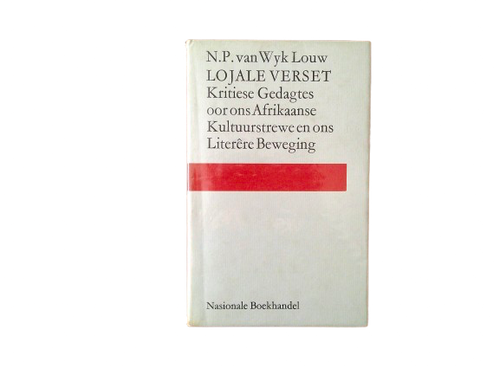 N.P. van Wyk Louw
LOJALE VERSET
Kritiese Gedagtes
oor ons Afrikaanse
Kultuurstrewe en ons
Literêre Beweging
Nasionale Boekhandel